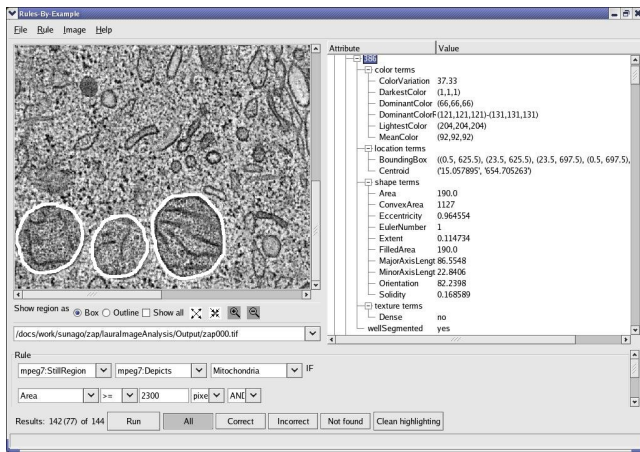 Rules-By-Example
File Rule Image Help
Attribute Value
386
color terms
ColorVariation 37.33
DarkestColor (1,1,1)
DominantColor (66,66,66)
DominantColorF (121,121,121)-(131,131,131)
LightestColor (204,204,204)
MeanColor (92,92,92)
location terms
BoundingBox ((0.5, 625.5), (23.5, 625.5), (23.5, 697.5), (0.5, 697.5),
Centroid ('15.057895', '654.705263')
shape terms
Area 190.0
ConvexArea 1127
Eccentricity 0.964554
EulerNumber 1
Extent 0.114734
FilledArea 190.0
MajorAxisLengt 86.5548
MinorAxisLengt 22.8406
Orientation 82.2398
Solidity 0.168589
texture terms
Dense no
wellSegmented yes
Show region as Box Outline Show all
/docs/work/sunago/zap/lauraImageAnalysis/Output/zap000.tif
Rule
mpeg7:StillRegion mpeg7:Depicts Mitochondria IF
Area >= 2300 pixe AND
Results: 142 (77) of 144 Run All Correct Incorrect Not found Clean highlighting